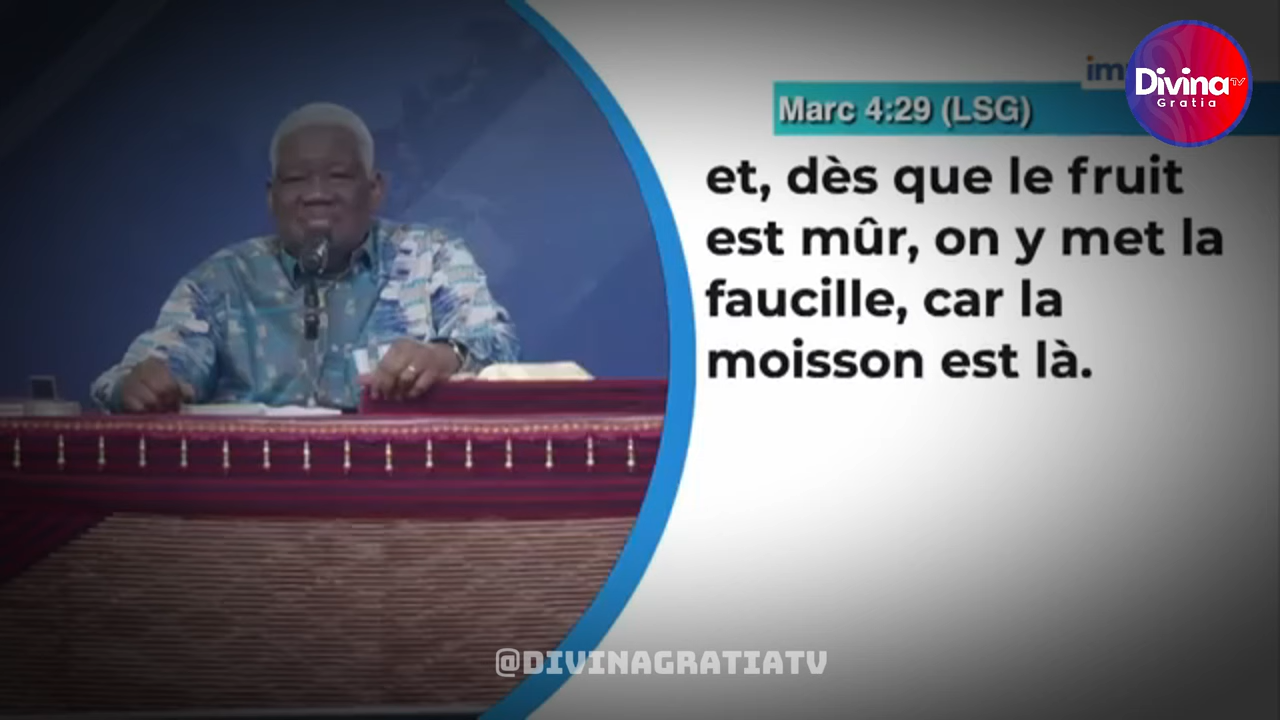 Divina TV
Gratia
Marc 4:29 (LSG)
et, dès que le fruit
est mûr, on y met la
faucille, car la
moisson est là.
@DIVINAGRATIATV